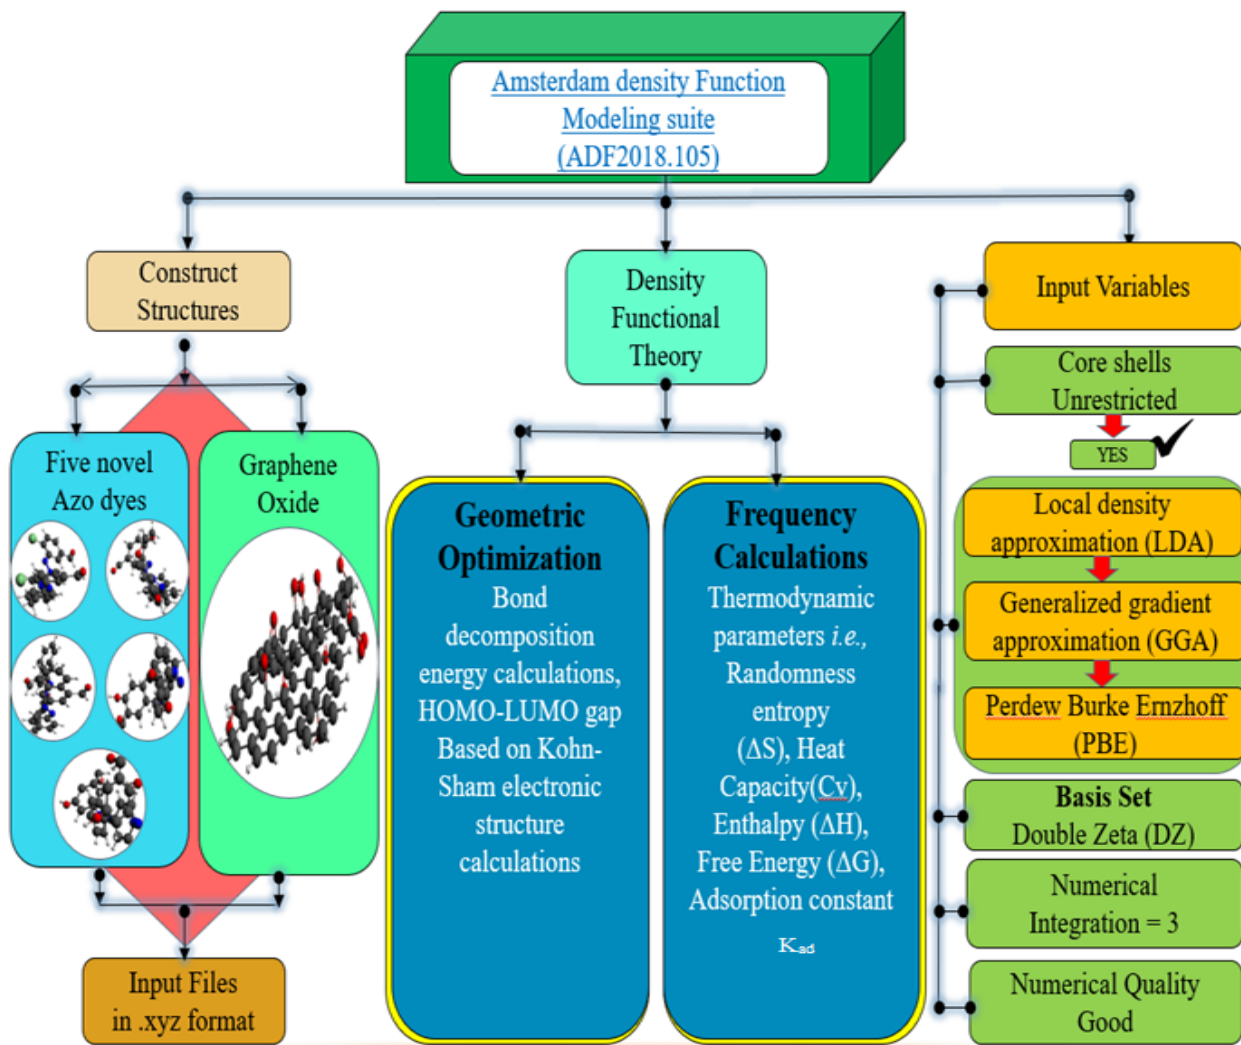 Amsterdam density Function
Modeling suite
(ADF2018.105)
Construct
Structures
Five novel
Azo dyes
Graphene
Oxide
Input Files
in .xyz format
Density
Functional
Theory
Geometric
Optimization
Bond
decomposition
energy calculations,
HOMO-LUMO gap
Based on Kohn-
Sham electronic
structure
calculations
Frequency
Calculations
Thermodynamic
parameters i.e.,
Randomness
entropy
(ΔS), Heat
Capacity(Cv),
Enthalpy (ΔH),
Free Energy (ΔG),
Adsorption constant
Kad
Input Variables
Core shells
Unrestricted
YES
Local density
approximation (LDA)
Generalized gradient
approximation (GGA)
Perdew Burke Ernzhoff
(PBE)
Basis Set
Double Zeta (DZ)
Numerical
Integration = 3
Numerical Quality
Good